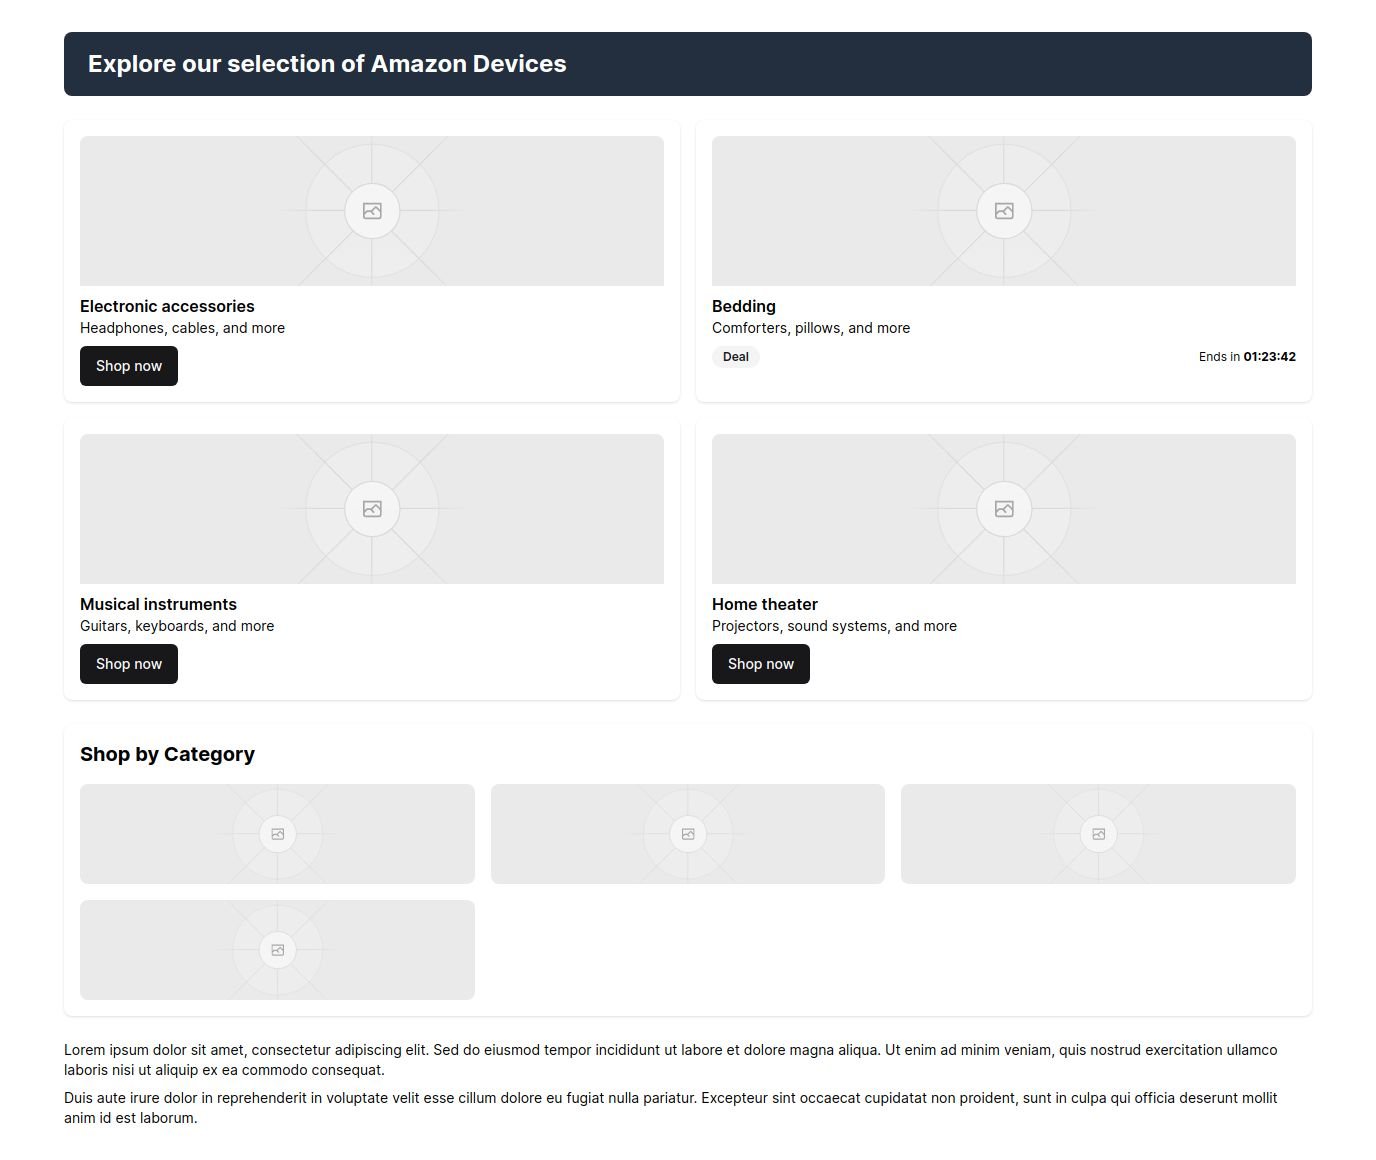 Explore our selection of Amazon Devices
Electronic accessories
Headphones, cables, and more
Shop now
Bedding
Comforters, pillows, and more
Deal
Ends in 01:23:42
Musical instruments
Guitars, keyboards, and more
Shop now
Home theater
Projectors, sound systems, and more
Shop now
Shop by Category
Lorem ipsum dolor sit amet, consectetur adipiscing elit. Sed do eiusmod tempor incididunt ut labore et dolore magna aliqua. Ut enim ad minim veniam, quis nostrud exercitation ullamco
laboris nisi ut aliquip ex ea commodo consequat.
Duis aute irure dolor in reprehenderit in voluptate velit esse cillum dolore eu fugiat nulla pariatur. Excepteur sint occaecat cupidatat non proident, sunt in culpa qui officia deserunt mollit
anim id est laborum.